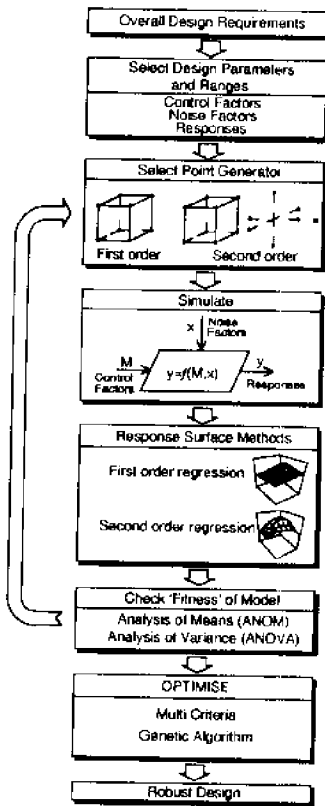 Overall Design Requirements
Select Design Parameters
and Ranges
Control Factors
Noise Factors
Responses
Select Point Generator
First order
Second order
Simulate
x
Noise
Factors
M
y=f(M,x)
y
Control
Factors
Responses
Response Surface Methods
First order regression
Second order regression
Check 'Fitness' of Model
Analysis of Means (ANOM)
Analysis of Variance (ANOVA)
OPTIMISE
Multi Criteria
Genetic Algorithm
Robust Design